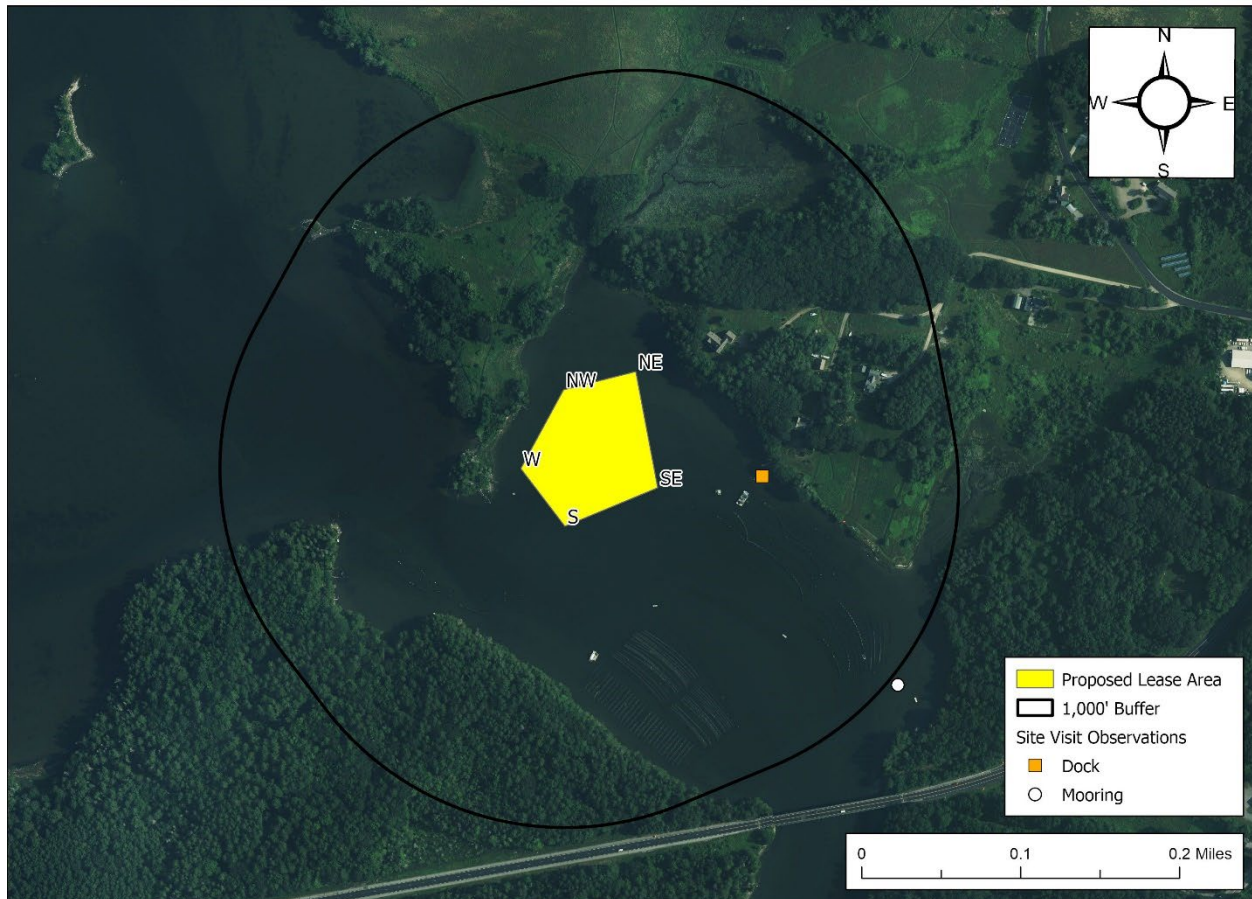 N
W E
S
NE
NW
W
SE
S
Proposed Lease Area
1,000' Buffer
Site Visit Observations
Dock
Mooring
0 0.1 0.2 Miles